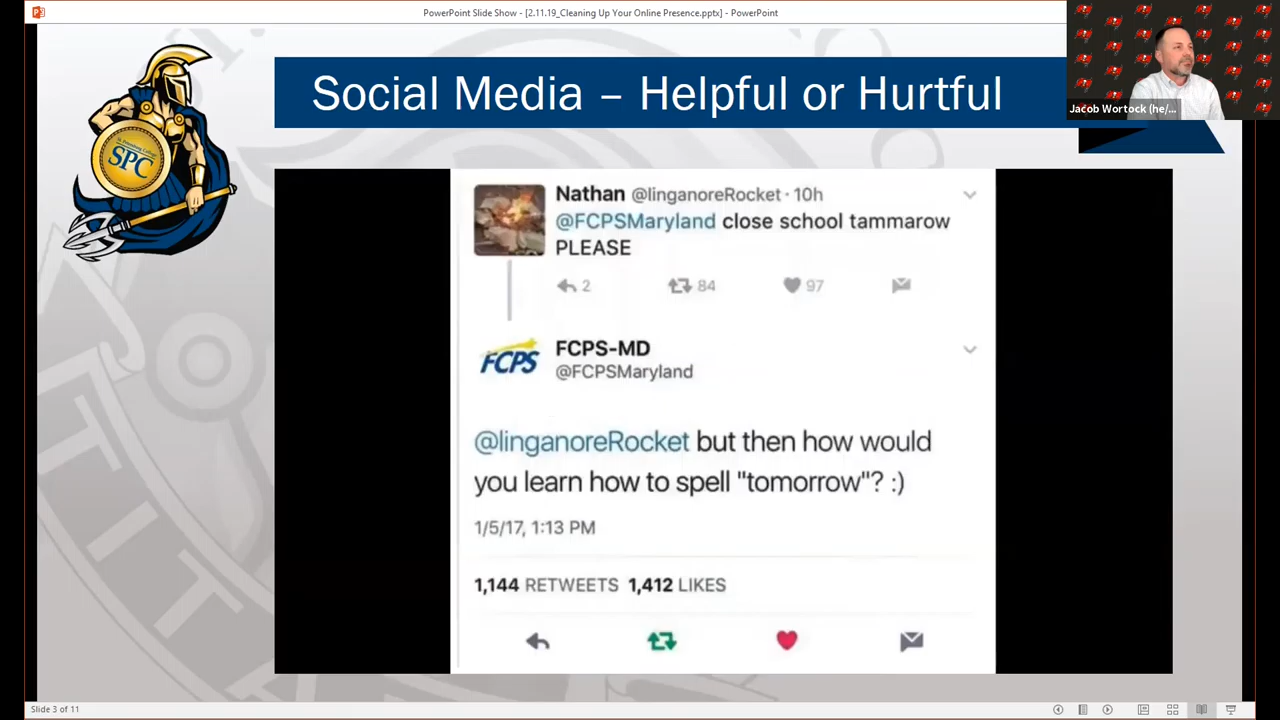 PowerPoint Slide Show - [2.11.19_Cleaning Up Your Online Presence.pptx] - PowerPoint
Jacob Wortock (he/...
Social Media – Helpful or Hurtful
St. Petersburg College
SPC
Nathan @linganoreRocket · 10h
@FCPSMaryland close school tammarow
PLEASE
2 84 97
FCPS
FCPS-MD
@FCPSMaryland
@linganoreRocket but then how would
you learn how to spell "tomorrow"? :)
1/5/17, 1:13 PM
1,144 RETWEETS 1,412 LIKES
Slide 3 of 11